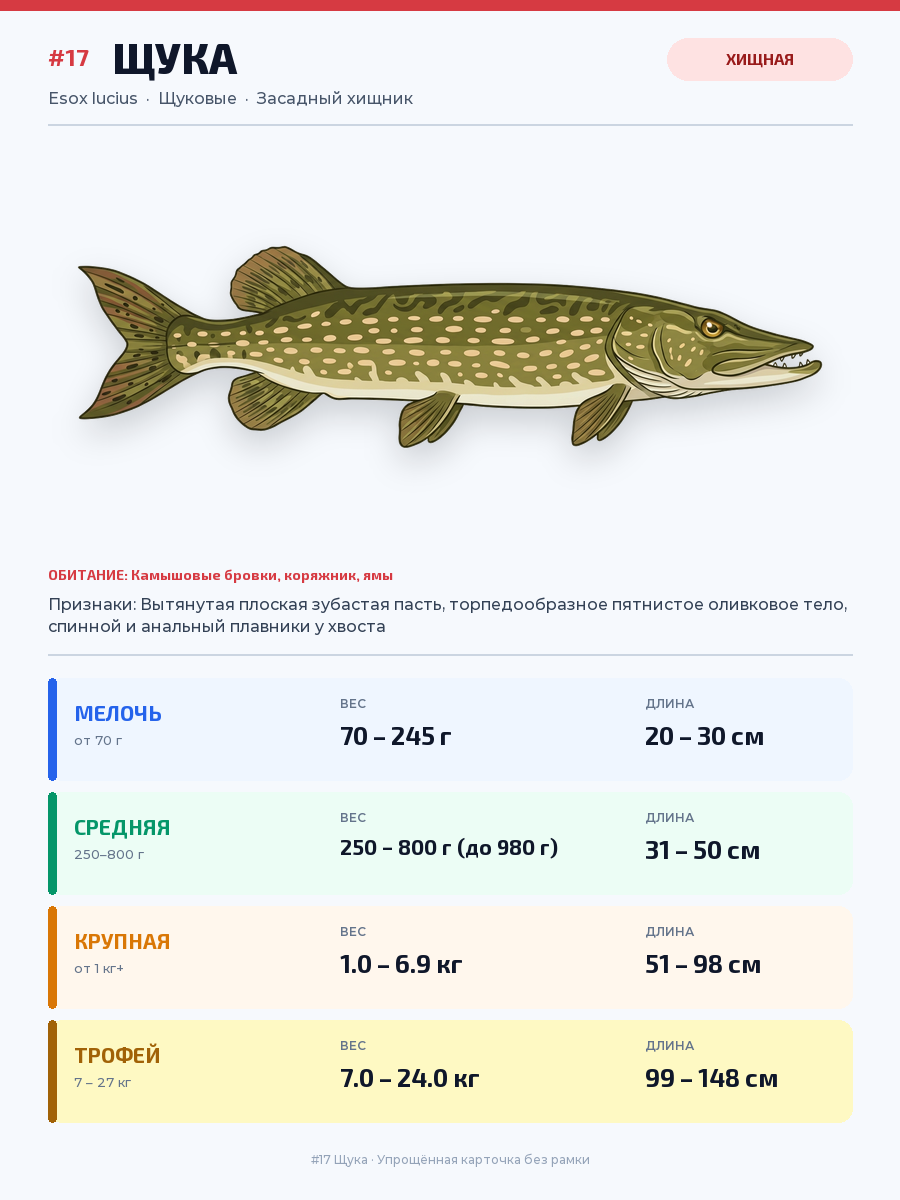 #17 ЩУКА
ХИЩНАЯ
Esox lucius · Щуковые · Засадный хищник
ОБИТАНИЕ: Камышовые бровки, коряжник, ямы
Признаки: Вытянутая плоская зубастая пасть, торпедообразное пятнистое оливковое тело,
спинной и анальный плавники у хвоста
МЕЛОЧЬ
от 70 г
ВЕС
70 – 245 г
ДЛИНА
20 – 30 см
СРЕДНЯЯ
250–800 г
ВЕС
250 – 800 г (до 980 г)
ДЛИНА
31 – 50 см
КРУПНАЯ
от 1 кг+
ВЕС
1.0 – 6.9 кг
ДЛИНА
51 – 98 см
ТРОФЕЙ
7 – 27 кг
ВЕС
7.0 – 24.0 кг
ДЛИНА
99 – 148 см
#17 Щука · Упрощённая карточка без рамки